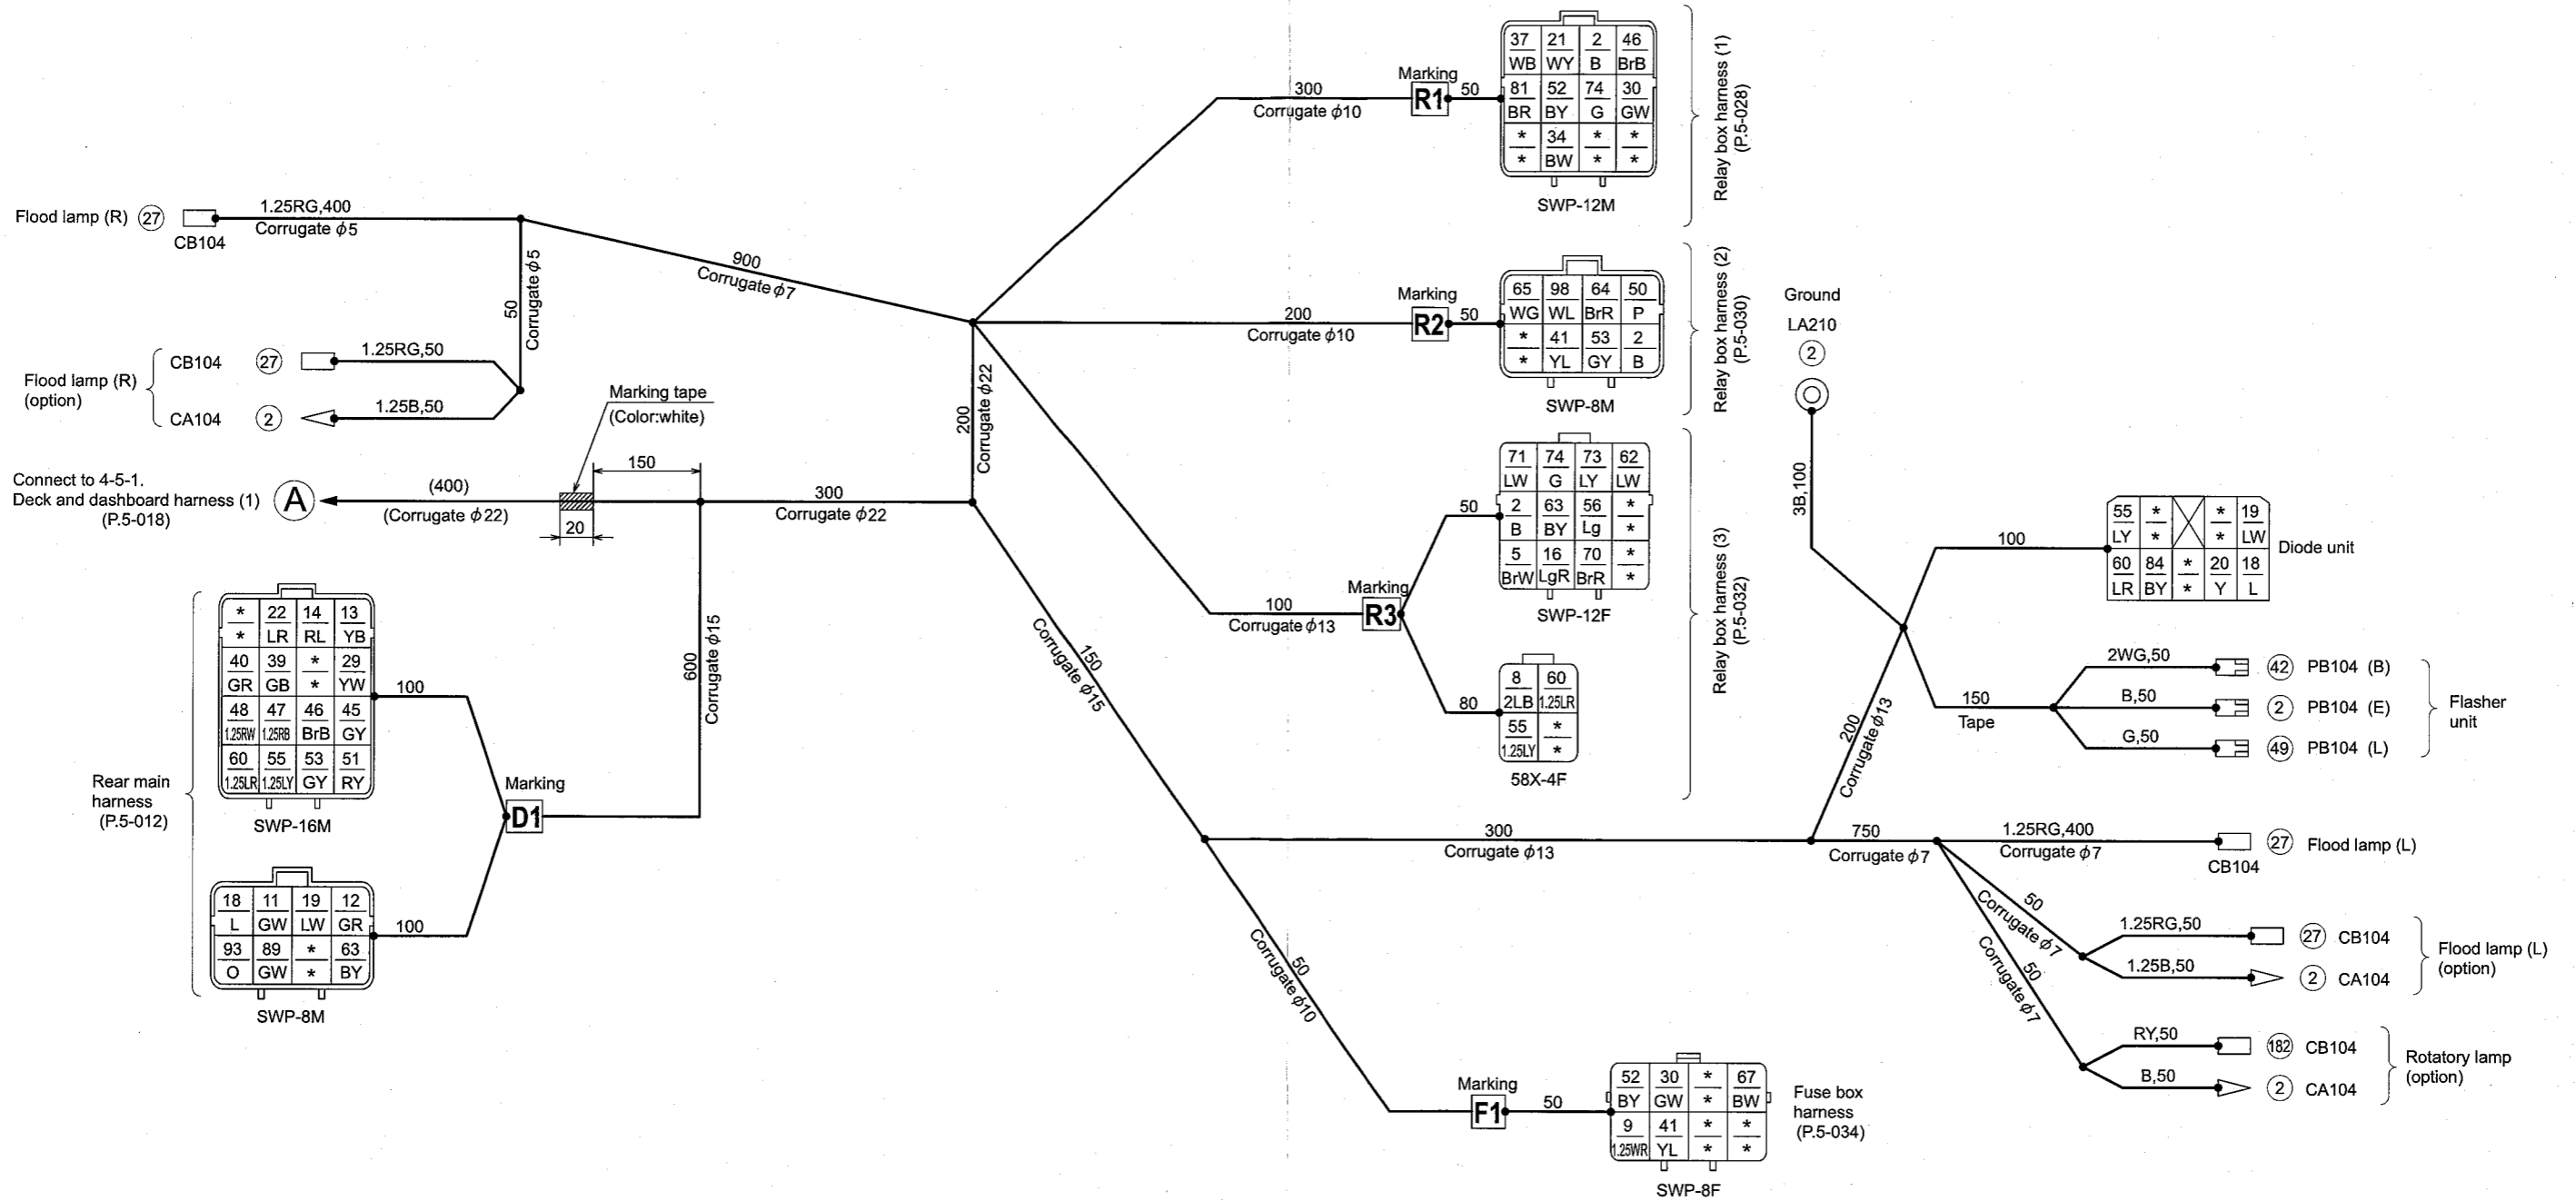 Flood lamp (R) 27
CB104
1.25RG,400
Corrugate ϕ5
50
Corrugate ϕ5
900
Corrugate ϕ7
Flood lamp (R)
(option)
CB104 27
1.25RG,50
CA104 2
1.25B,50
Marking tape
(Color:white)
150
20
Connect to 4-5-1.
Deck and dashboard harness (1)
(P.5-018)
A
(400)
(Corrugate ϕ22)
300
Corrugate ϕ22
200
Corrugate ϕ22
600
Corrugate ϕ15
Rear main
harness
(P.5-012)
* 22 14 13
* LR RL YB
40 39 * 29
GR GB * YW
48 47 46 45
1.25RW 1.25RB BrB GY
60 55 53 51
1.25LR 1.25LY GY RY
SWP-16M
100
18 11 19 12
L GW LW GR
93 89 * 63
O GW * BY
SWP-8M
100
Marking
D1
300
Corrugate ϕ10
Marking
R1
50
37 21 2 46
WB WY B BrB
81 52 74 30
BR BY G GW
* 34 * *
* BW * *
SWP-12M
Relay box harness (1)
(P.5-028)
200
Corrugate ϕ10
Marking
R2
50
65 98 64 50
WG WL BrR P
* 41 53 2
* YL GY B
SWP-8M
Relay box harness (2)
(P.5-030)
100
Corrugate ϕ13
Marking
R3
50
71 74 73 62
LW G LY LW
2 63 56 *
B BY Lg *
5 16 70 *
BrW LgR BrR *
SWP-12F
80
8 60
2LB 1.25LR
55 *
1.25LY *
58X-4F
Relay box harness (3)
(P.5-032)
150
Corrugate ϕ15
50
Corrugate ϕ10
Marking
F1
50
52 30 * 67
BY GW * BW
9 41 * *
1.25WR YL * *
SWP-8F
Fuse box
harness
(P.5-034)
300
Corrugate ϕ13
Ground
LA210
2
3B,100
200
Corrugate ϕ13
100
55 * * 19
LY * * LW
60 84 * 20 18
LR BY * Y L
Diode unit
150
Tape
2WG,50
42 PB104 (B)
B,50
2 PB104 (E)
G,50
49 PB104 (L)
Flasher
unit
750
Corrugate ϕ7
1.25RG,400
Corrugate ϕ7
CB104
27 Flood lamp (L)
50
Corrugate ϕ7
1.25RG,50
27 CB104
1.25B,50
2 CA104
Flood lamp (L)
(option)
50
Corrugate ϕ7
RY,50
182 CB104
B,50
2 CA104
Rotatory lamp
(option)